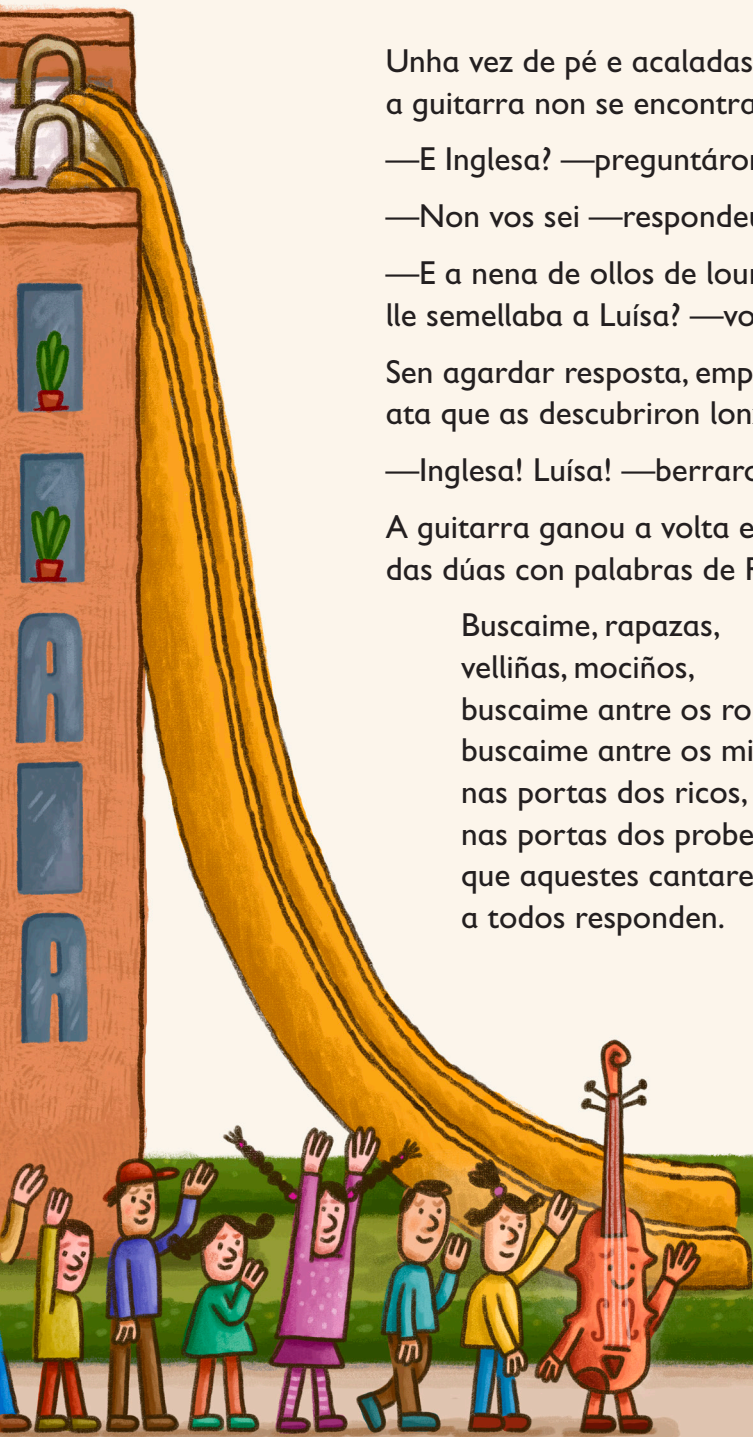 Unha vez de pé e acaladas
a guitarra non se encontra
—E Inglesa? —preguntáron
—Non vos sei —respondeu
—E a nena de ollos de lour
lle semellaba a Luísa? —vo
Sen agardar resposta, emp
ata que as descubriron lon
—Inglesa! Luísa! —berraro
A guitarra ganou a volta e
das dúas con palabras de R
Buscaime, rapazas,
velliñas, mociños,
buscaime antre os ro
buscaime antre os mi
nas portas dos ricos,
nas portas dos probe
que aquestes cantare
a todos responden.